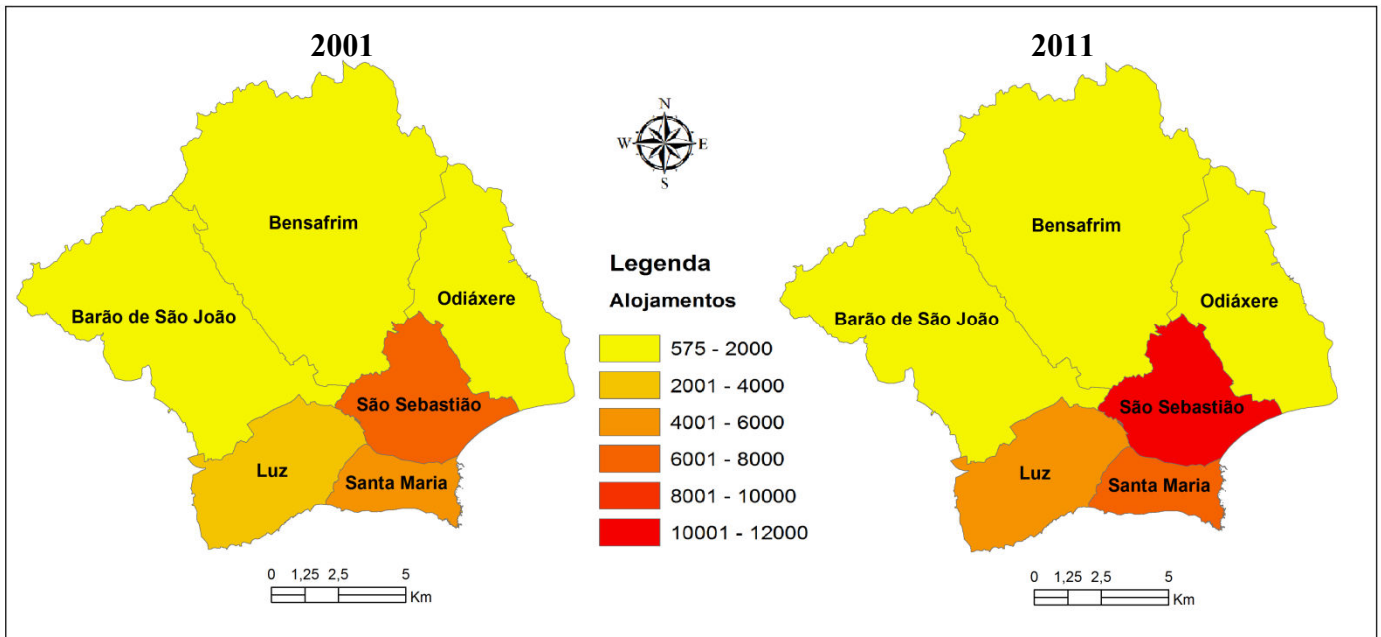 2001
Bensafrim
Odiáxere
Barão de São João
São Sebastião
Luz
Santa Maria
0 1,25 2,5 5
Km
N
W E
S
Legenda
Alojamentos
575 - 2000
2001 - 4000
4001 - 6000
6001 - 8000
8001 - 10000
10001 - 12000
2011
Bensafrim
Odiáxere
Barão de São João
São Sebastião
Luz
Santa Maria
0 1,25 2,5 5
Km